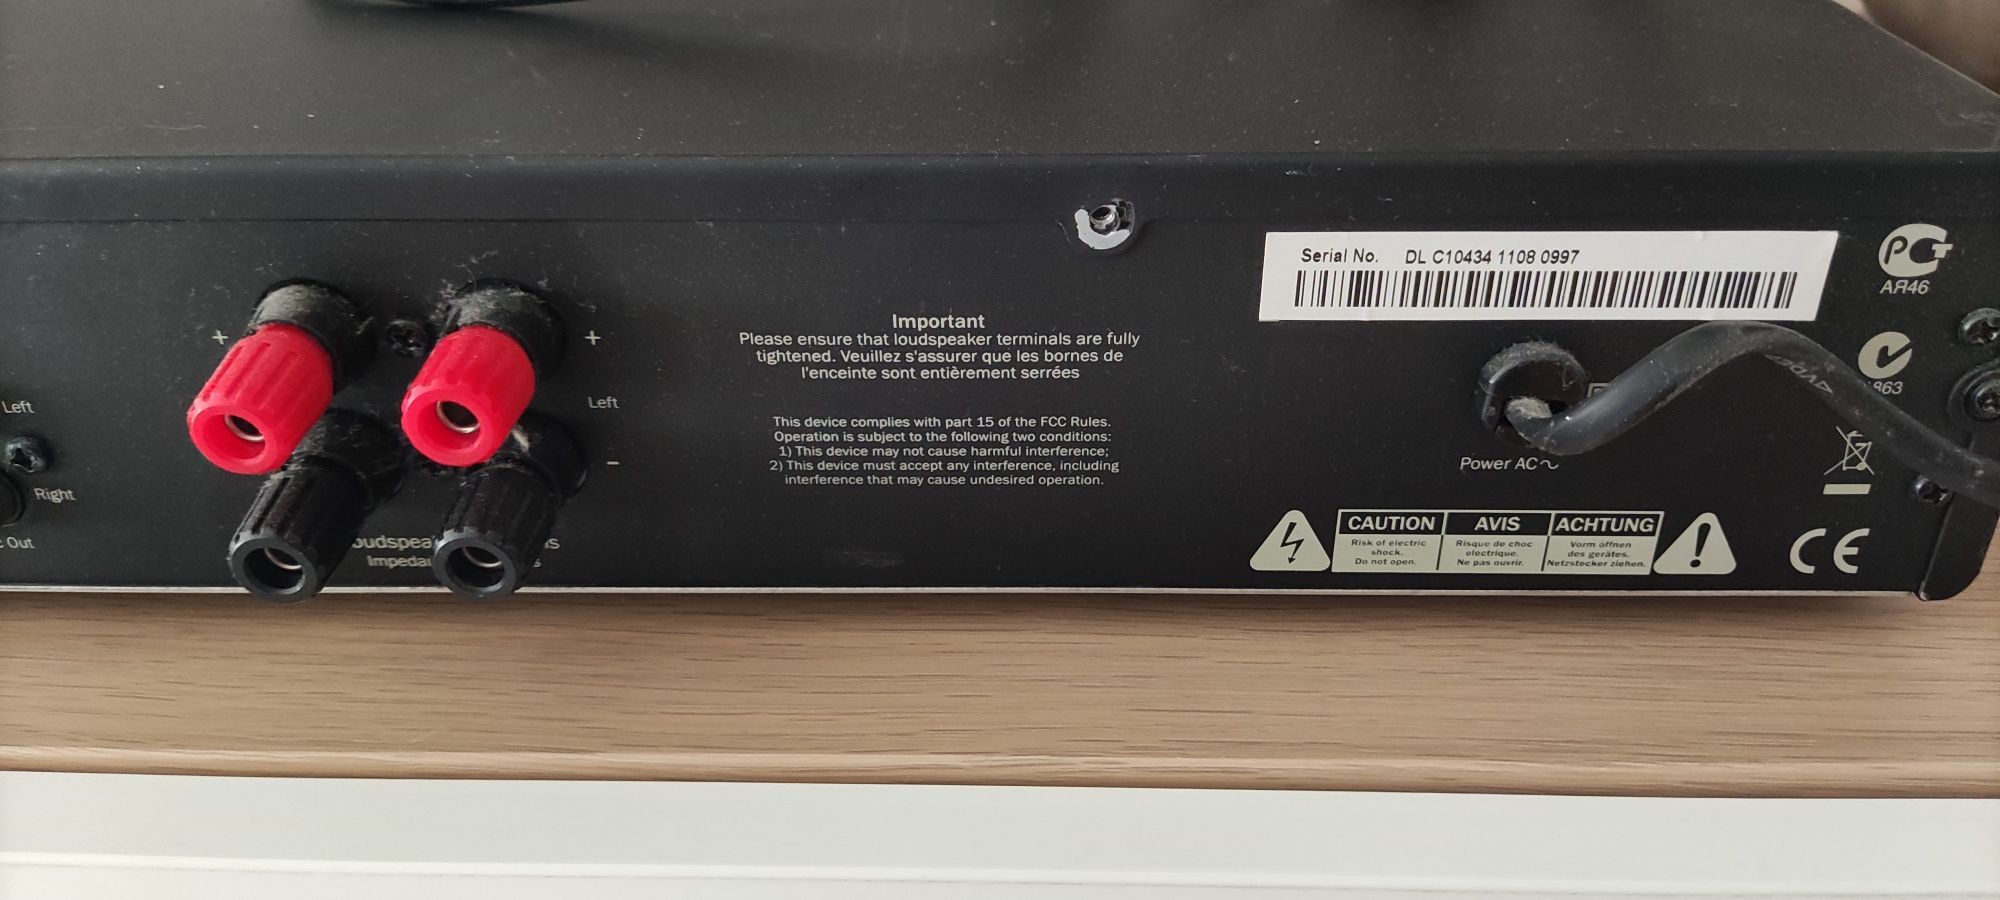 Serial No. DL C10434 1108 0997
АЯ46
Important
Please ensure that loudspeaker terminals are fully
tightened. Veuillez s'assurer que les bornes de
l'enceinte sont entièrement serrées
+
+
Left
Left
This device complies with part 15 of the FCC Rules.
Operation is subject to the following two conditions:
1) This device may not cause harmful interference;
2) This device must accept any interference, including
interference that may cause undesired operation.
–
Right
Out
Power AC~
CAUTION
Risk of electric
shock.
Do not open.
AVIS
Risque de choc
electrique.
Ne pas ouvrir.
ACHTUNG
Vorm öffnen
des gerätes.
Netzstecker ziehen.
CE